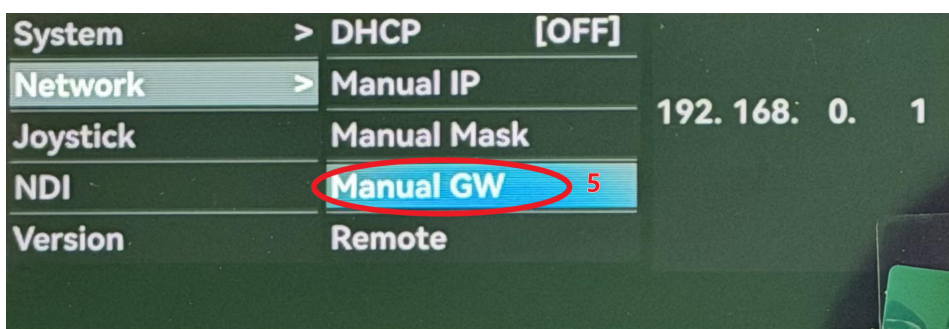 System > DHCP [OFF]
Network > Manual IP
192. 168. 0. 1
Joystick Manual Mask
NDI Manual GW 5
Version Remote